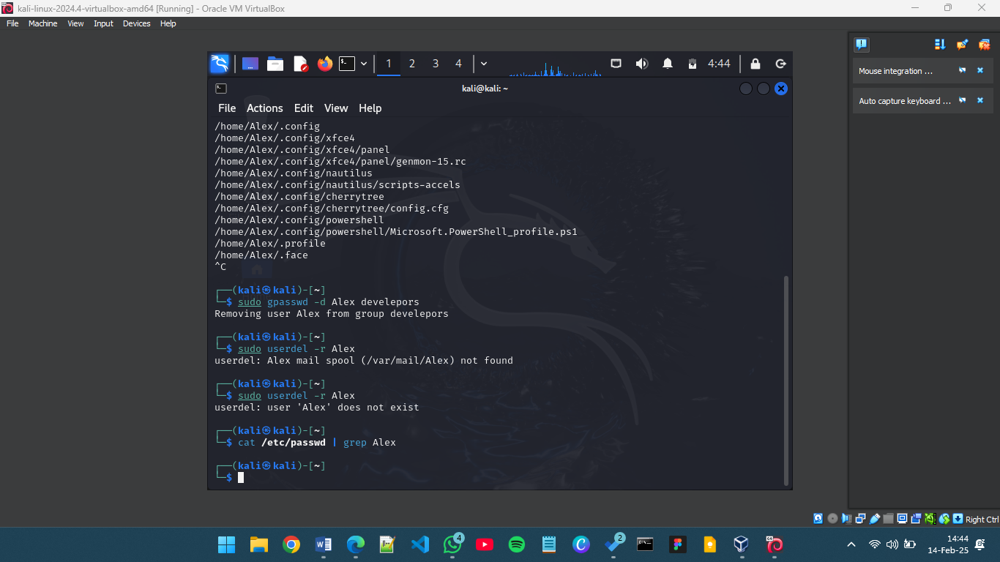 kali-linux-2024.4-virtualbox-amd64 [Running] - Oracle VM VirtualBox
File Machine View Input Devices Help
1 2 3 4 4:44
Mouse integration ...
Auto capture keyboard ...
kali@kali: ~
File Actions Edit View Help
/home/Alex/.config
/home/Alex/.config/xfce4
/home/Alex/.config/xfce4/panel
/home/Alex/.config/xfce4/panel/genmon-15.rc
/home/Alex/.config/nautilus
/home/Alex/.config/nautilus/scripts-accels
/home/Alex/.config/cherrytree
/home/Alex/.config/cherrytree/config.cfg
/home/Alex/.config/powershell
/home/Alex/.config/powershell/Microsoft.PowerShell_profile.ps1
/home/Alex/.profile
/home/Alex/.face
^C
┌──(kali㉿kali)-[~]
└─$ sudo gpasswd -d Alex develepors
Removing user Alex from group develepors
┌──(kali㉿kali)-[~]
└─$ sudo userdel -r Alex
userdel: Alex mail spool (/var/mail/Alex) not found
┌──(kali㉿kali)-[~]
└─$ sudo userdel -r Alex
userdel: user 'Alex' does not exist
┌──(kali㉿kali)-[~]
└─$ cat /etc/passwd | grep Alex
┌──(kali㉿kali)-[~]
└─$
Right Ctrl
4 2
14:44
14-Feb-25